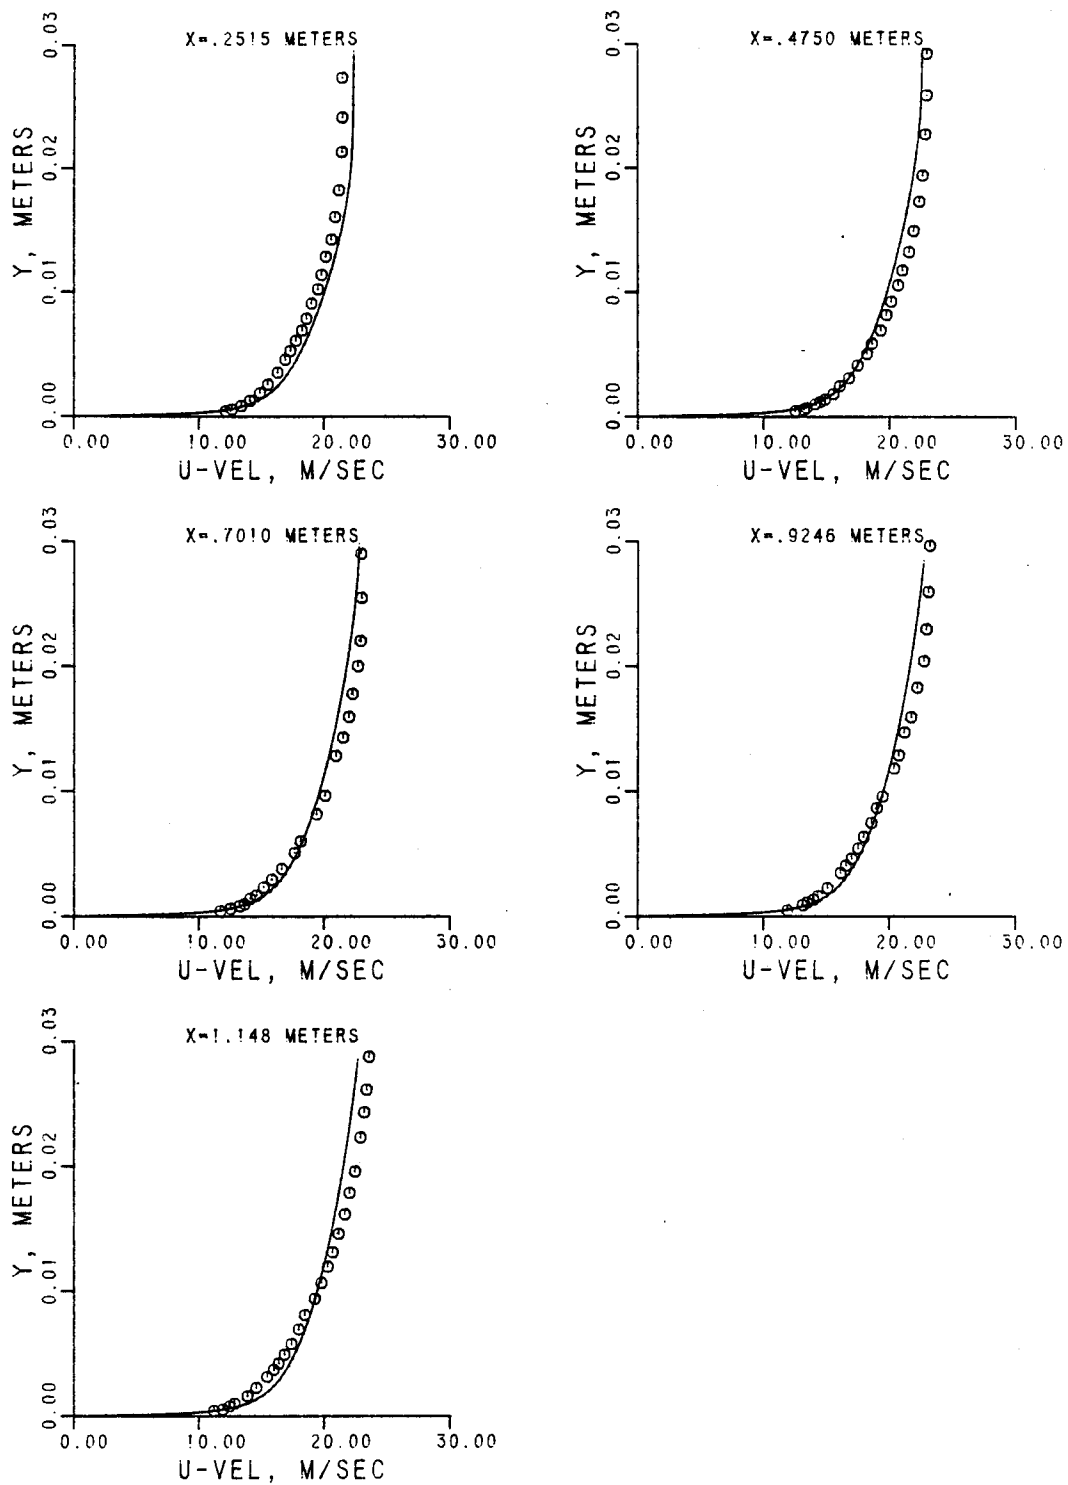 X=.2515 METERS
0.03
0.02
0.01
0.00
Y, METERS
0.00 10.00 20.00 30.00
U-VEL, M/SEC
X=.4750 METERS
0.03
0.02
0.01
0.00
Y, METERS
0.00 10.00 20.00 30.00
U-VEL, M/SEC
X=.7010 METERS
0.03
0.02
0.01
0.00
Y, METERS
0.00 10.00 20.00 30.00
U-VEL, M/SEC
X=.9246 METERS
0.03
0.02
0.01
0.00
Y, METERS
0.00 10.00 20.00 30.00
U-VEL, M/SEC
X=1.148 METERS
0.03
0.02
0.01
0.00
Y, METERS
0.00 10.00 20.00 30.00
U-VEL, M/SEC